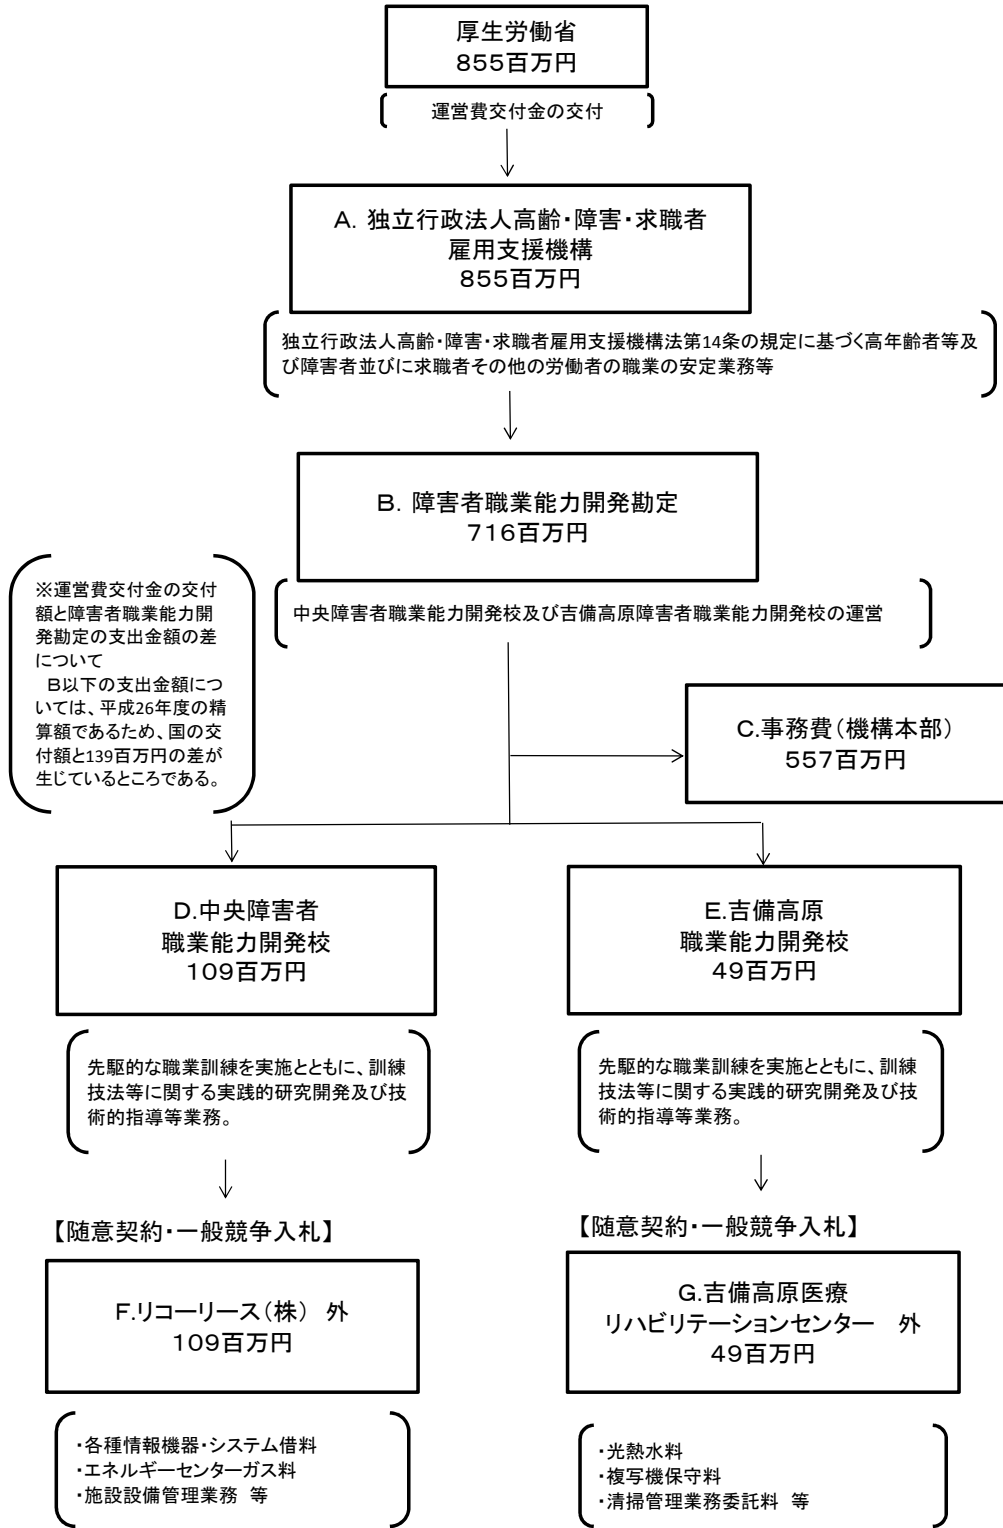 厚生労働省
855百万円
運営費交付金の交付
A. 独立行政法人高齢・障害・求職者
雇用支援機構
855百万円
独立行政法人高齢・障害・求職者雇用支援機構法第14条の規定に基づく高年齢者等及
び障害者並びに求職者その他の労働者の職業の安定業務等
B. 障害者職業能力開発勘定
716百万円
※運営費交付金の交付
額と障害者職業能力開
発勘定の支出金額の差
について
B以下の支出金額につ
いては、平成26年度の精
算額であるため、国の交
付額と139百万円の差が
生じているところである。
中央障害者職業能力開発校及び吉備高原障害者職業能力開発校の運営
C.事務費(機構本部)
557百万円
D.中央障害者
職業能力開発校
109百万円
E.吉備高原
職業能力開発校
49百万円
先駆的な職業訓練を実施とともに、訓練
技法等に関する実践的研究開発及び技
術的指導等業務。
先駆的な職業訓練を実施とともに、訓練
技法等に関する実践的研究開発及び技
術的指導等業務。
【随意契約・一般競争入札】
【随意契約・一般競争入札】
F.リコーリース(株) 外
109百万円
G.吉備高原医療
リハビリテーションセンター 外
49百万円
・各種情報機器・システム借料
・エネルギーセンターガス料
・施設設備管理業務 等
・光熱水料
・複写機保守料
・清掃管理業務委託料 等